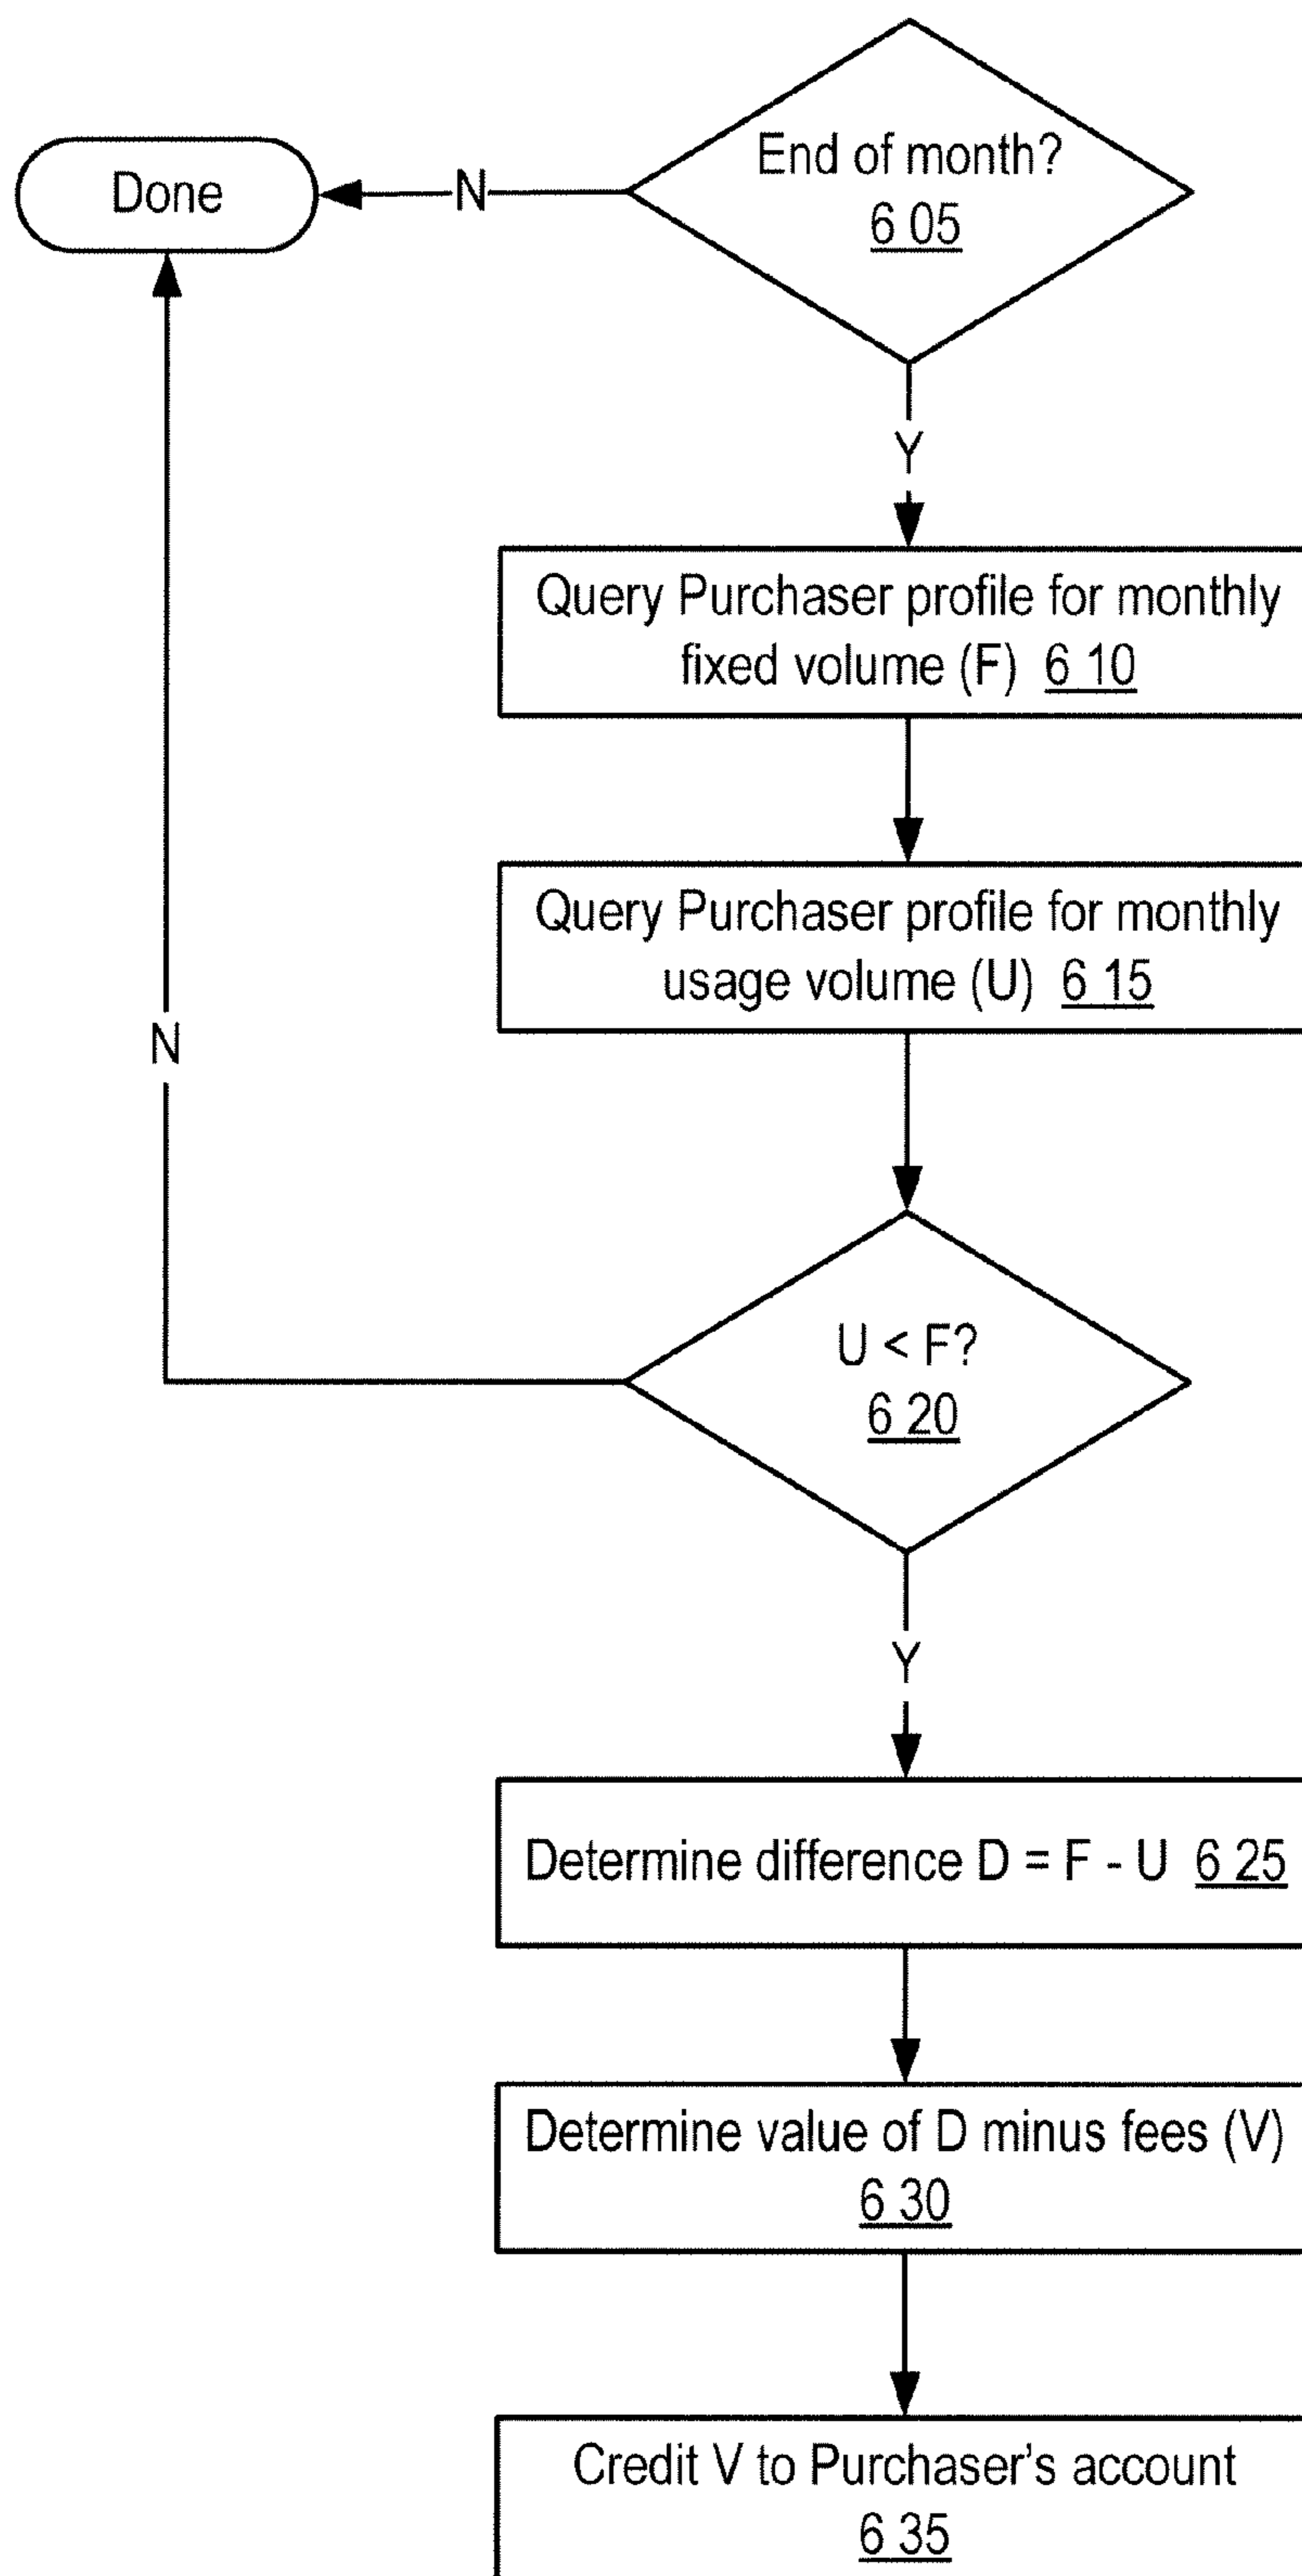 End of month?
6 05
Done
N
Y
Query Purchaser profile for monthly
fixed volume (F) 6 10
Query Purchaser profile for monthly
usage volume (U) 6 15
N
U < F?
6 20
Y
Determine difference D = F - U 6 25
Determine value of D minus fees (V)
6 30
Credit V to Purchaser's account
6 35